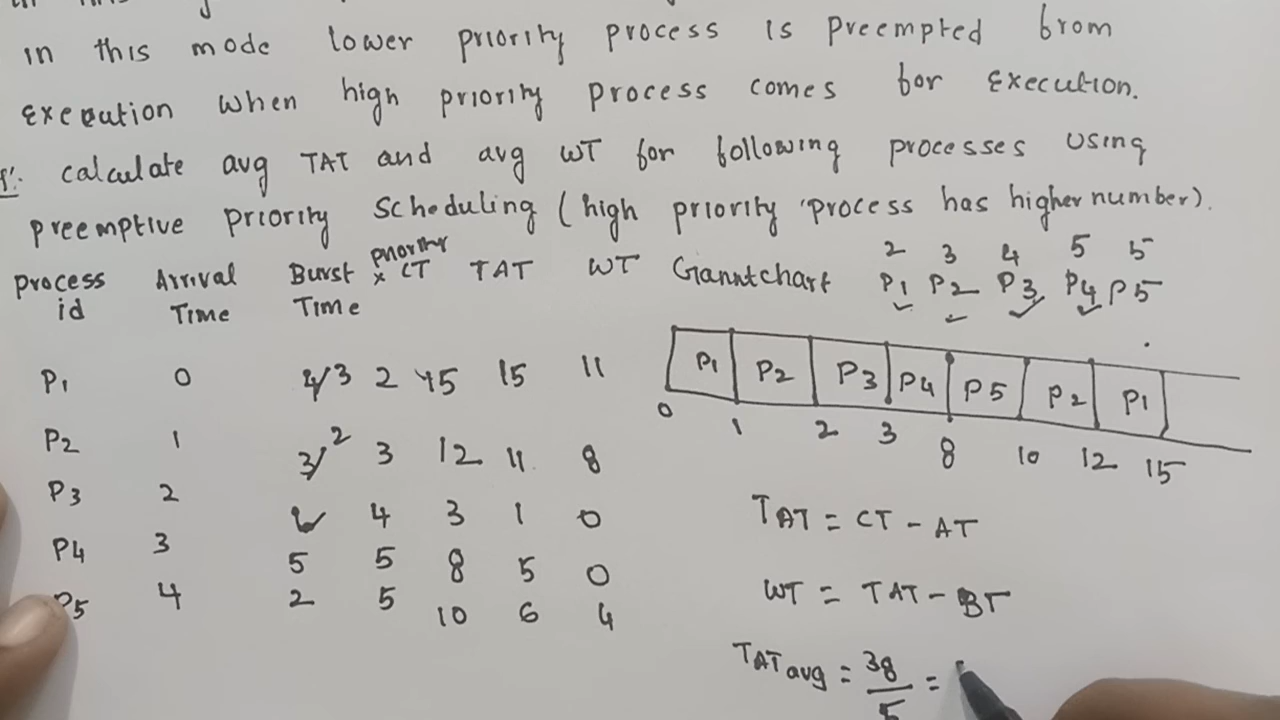 in this mode lower priority process is preempted from
execution when high priority process comes for execution.
calculate avg TAT and avg WT for following processes using
preemptive priority scheduling (high priority process has higher number).
Process id Arrival Time Burst Time priority CT TAT WT
P1 0 4/3 2 15 15 11
P2 1 3/2 3 12 11 8
P3 2 1 4 3 1 0
P4 3 5 5 8 5 0
P5 4 2 5 10 6 4
Ganntchart
2 3 4 5 5
P1 P2 P3 P4 P5
P1 P2 P3 P4 P5 P2 P1
0 1 2 3 8 10 12 15
TAT = CT - AT
WT = TAT - BT
TAT avg = 38/5 =